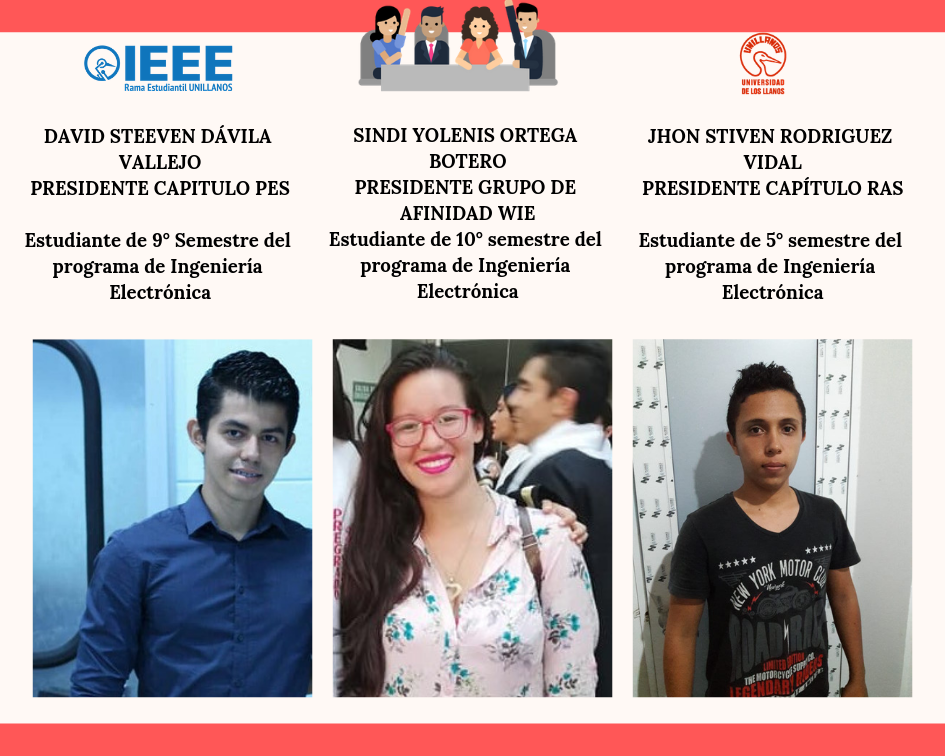 IEEE
Rama Estudiantil UNILLANOS
UNILLANOS
UNIVERSIDAD
DE LOS LLANOS
DAVID STEEVEN DÁVILA
VALLEJO
PRESIDENTE CAPITULO PES
Estudiante de 9° Semestre del
programa de Ingeniería
Electrónica
SINDI YOLENIS ORTEGA
BOTERO
PRESIDENTE GRUPO DE
AFINIDAD WIE
Estudiante de 10° semestre del
programa de Ingeniería
Electrónica
JHON STIVEN RODRIGUEZ
VIDAL
PRESIDENTE CAPÍTULO RAS
Estudiante de 5° semestre del
programa de Ingeniería
Electrónica
PREGRADO
NEW YORK MOTOR CLUB
LIMITED EDITION
THE MOTORCYCLE SUPPLY CO.
LEGENDARY RIDERS